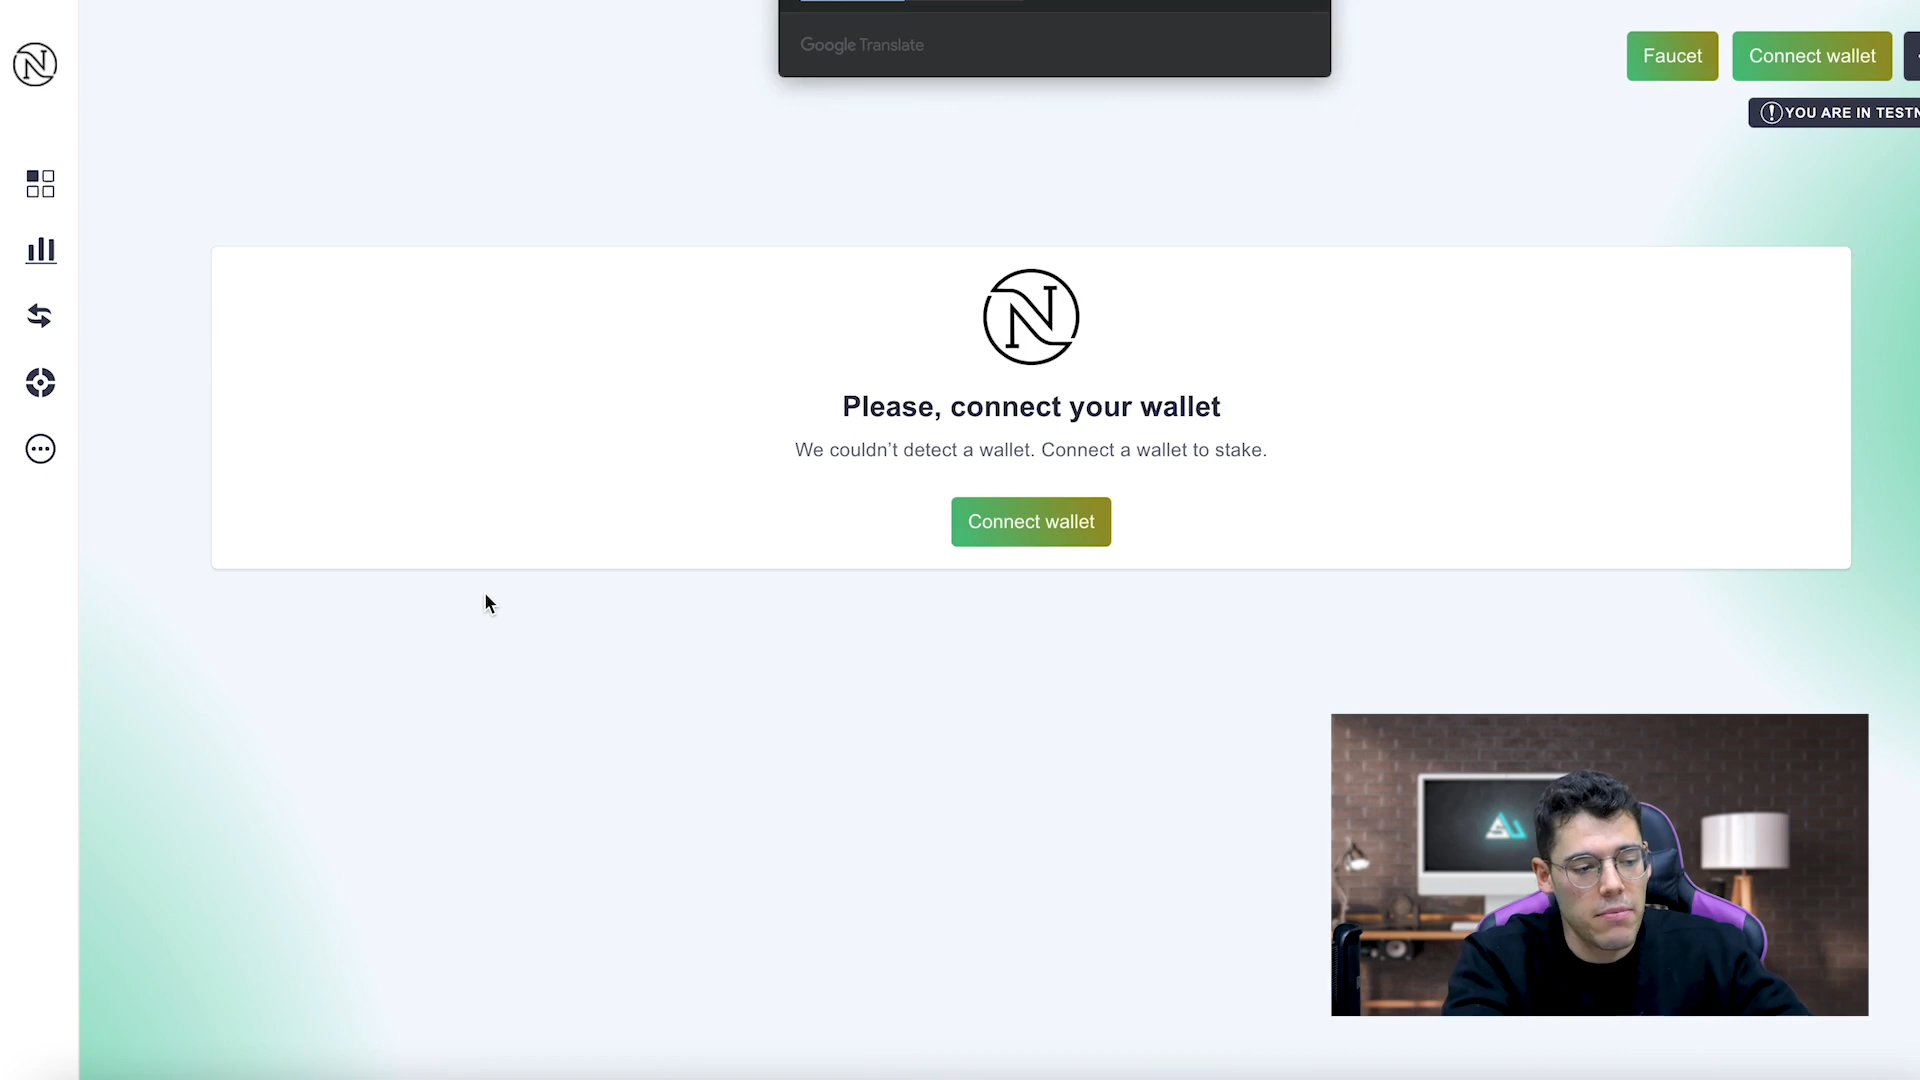 Google Translate
Faucet
Connect wallet
YOU ARE IN TESTN
Please, connect your wallet
We couldn’t detect a wallet. Connect a wallet to stake.
Connect wallet